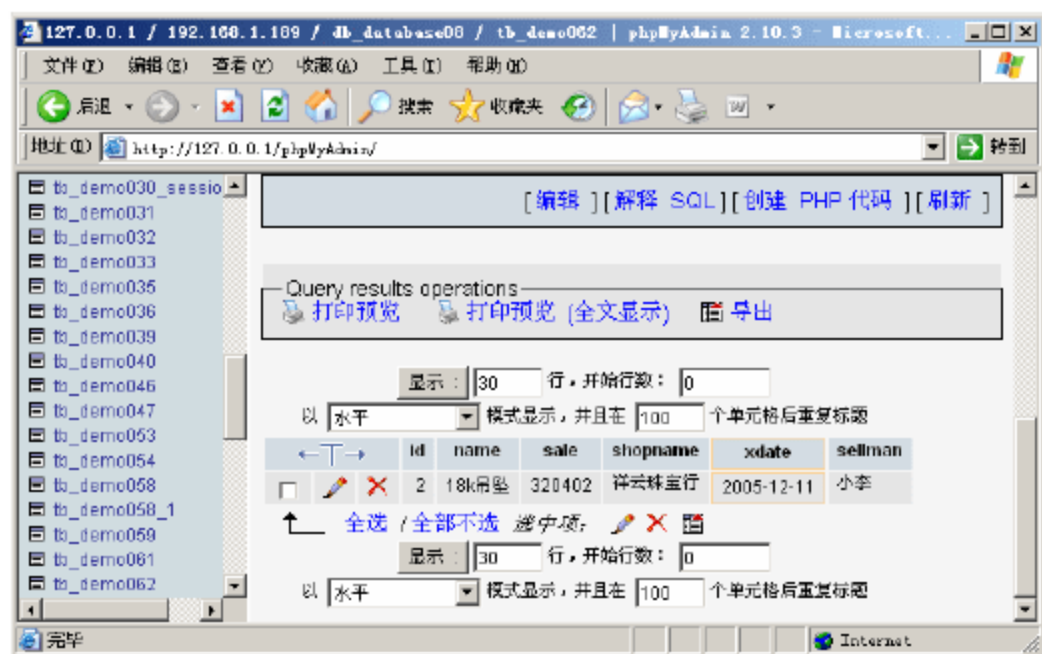 127.0.0.1 / 192.168.1.189 / db_database08 / tb_demo062 | phpMyAdmin 2.10.3 - Microsoft...
文件(F) 编辑(E) 查看(V) 收藏(A) 工具(T) 帮助(H)
后退 搜索 收藏夹
地址(D) http://127.0.0.1/phpMyAdmin/ 转到
tb_demo030_sessio
tb_demo031
tb_demo032
tb_demo033
tb_demo035
tb_demo036
tb_demo039
tb_demo040
tb_demo046
tb_demo047
tb_demo053
tb_demo054
tb_demo058
tb_demo058_1
tb_demo059
tb_demo061
tb_demo062
[ 编辑 ][ 解释 SQL ][ 创建 PHP 代码 ][ 刷新 ]
Query results operations
打印预览 打印预览 (全文显示) 导出
显示 : 30 行，开始行数： 0
以 水平 模式显示，并且在 100 个单元格后重复标题
←T→ id name sale shopname xdate sellman
2 18k吊坠 320402 祥云珠宝行 2005-12-11 小李
全选 / 全部不选 选中项:
显示 : 30 行，开始行数： 0
以 水平 模式显示，并且在 100 个单元格后重复标题
完毕 Internet